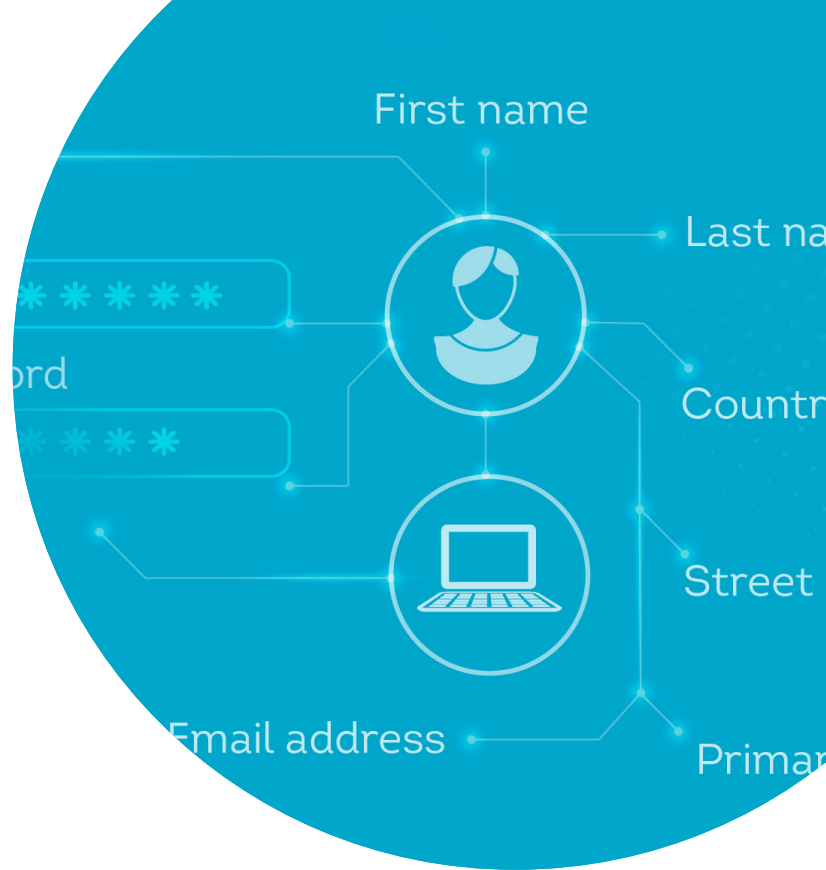 First name
Last na
✱ ✱ ✱ ✱ ✱
ord
Countr
✱ ✱ ✱ ✱
Street
Email address
Primar